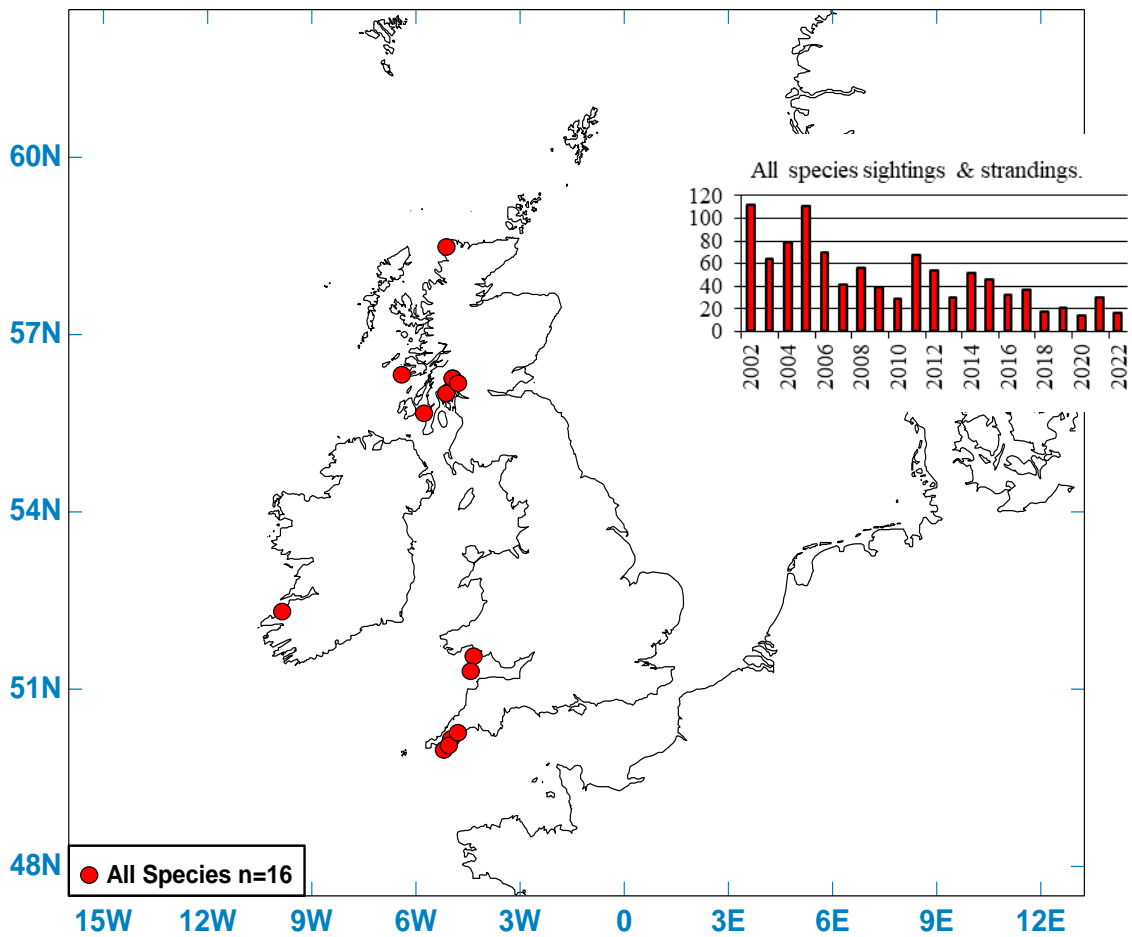 All species sightings & strandings.
120
100
80
60
40
20
0
2002 2004 2006 2008 2010 2012 2014 2016 2018 2020 2022
60N
57N
54N
51N
48N
All Species n=16
15W 12W 9W 6W 3W 0 3E 6E 9E 12E